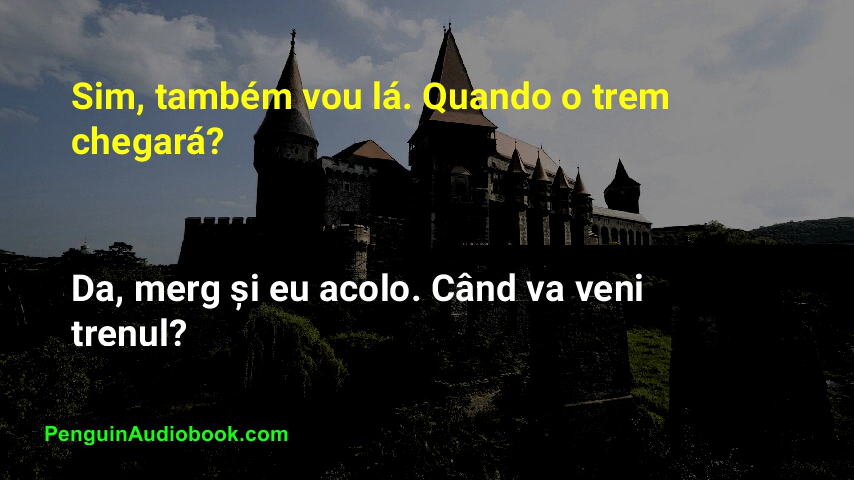 Sim, também vou lá. Quando o trem
chegará?
Da, merg și eu acolo. Când va veni
trenul?
PenguinAudiobook.com